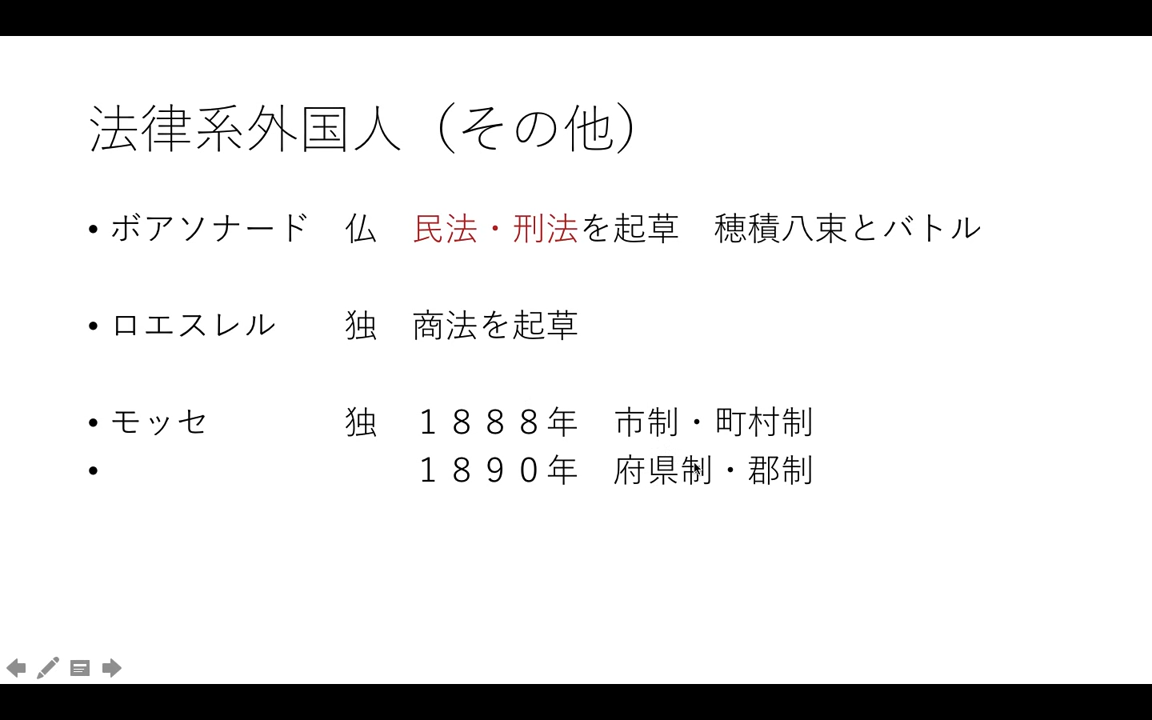 法律系外国人（その他）
• ボアソナード　仏　民法・刑法を起草　穂積八束とバトル
• ロエスレル　　独　商法を起草
• モッセ　　　　独　１８８８年　市制・町村制
• 　　　　　　　　　１８９０年　府県制・郡制